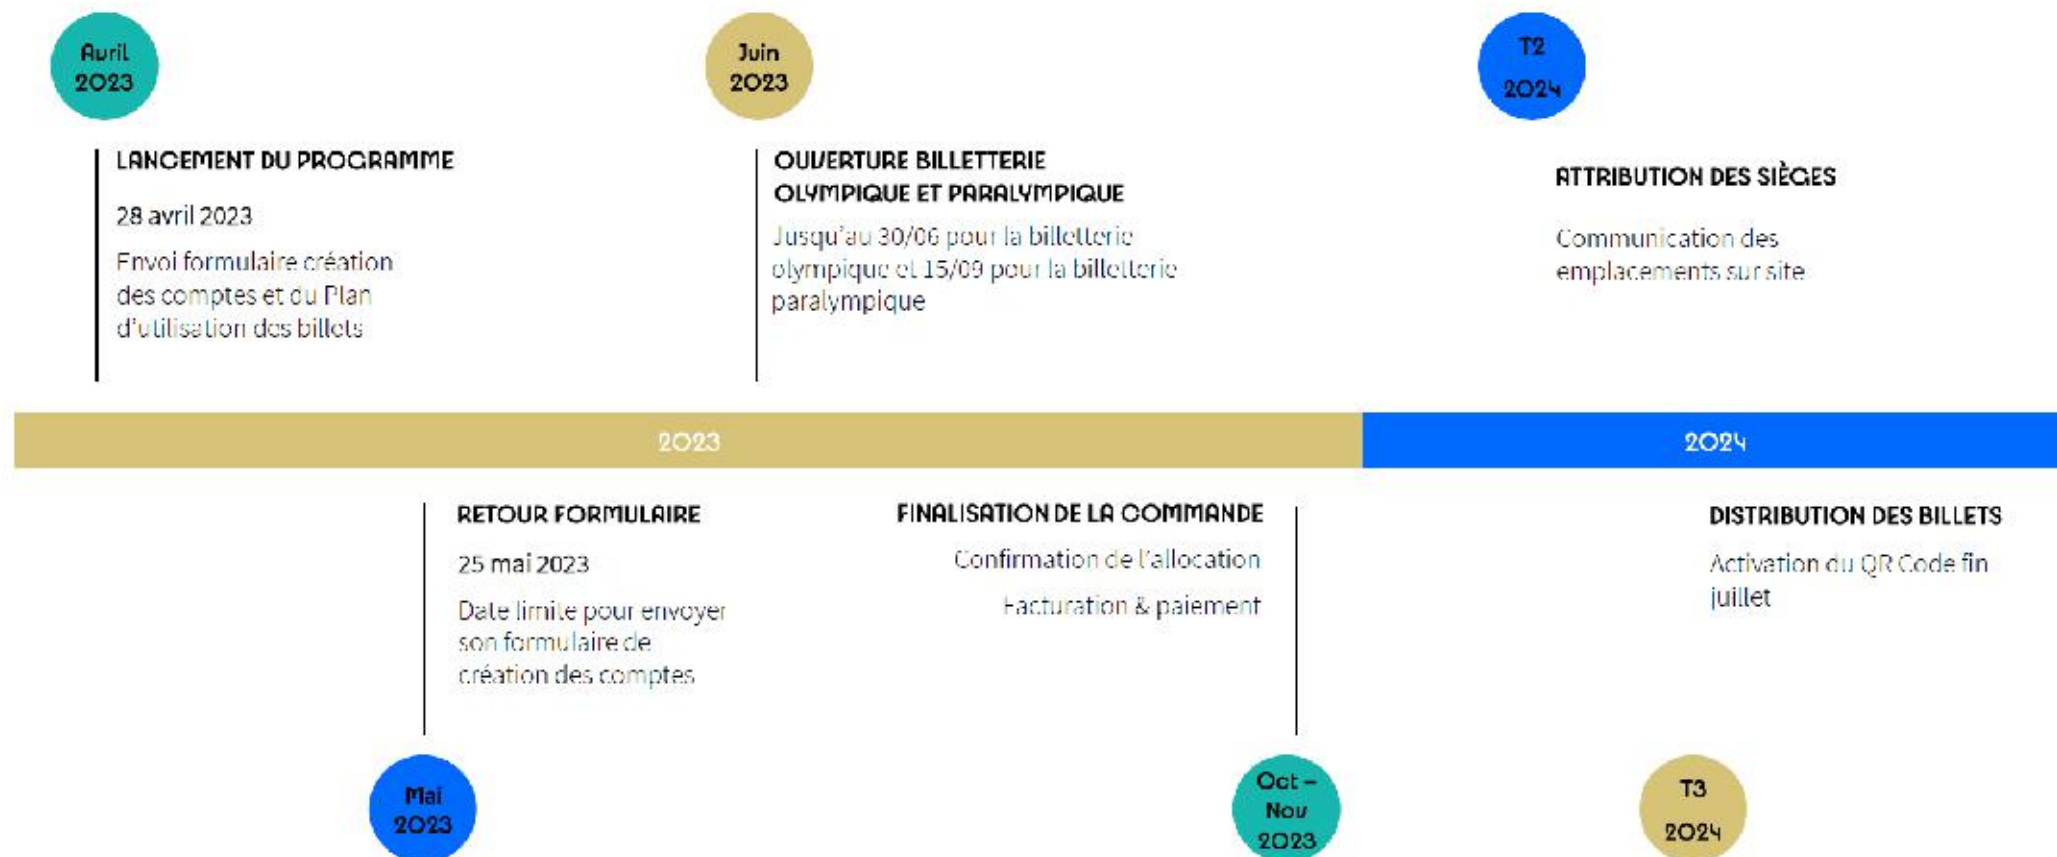 Avril
2023
LANCEMENT DU PROGRAMME
28 avril 2023
Envoi formulaire création
des comptes et du Plan
d'utilisation des billets
Juin
2023
OUVERTURE BILLETTERIE
OLYMPIQUE ET PARALYMPIQUE
Jusqu'au 30/06 pour la billetterie
olympique et 15/09 pour la billetterie
paralympique
T2
2024
ATTRIBUTION DES SIÈGES
Communication des
emplacements sur site
2023
2024
RETOUR FORMULAIRE
25 mai 2023
Date limite pour envoyer
son formulaire de
création des comptes
Mai
2023
FINALISATION DE LA COMMANDE
Confirmation de l'allocation
Facturation & paiement
Oct –
Nov
2023
DISTRIBUTION DES BILLETS
Activation du QR Code fin
juillet
T3
2024